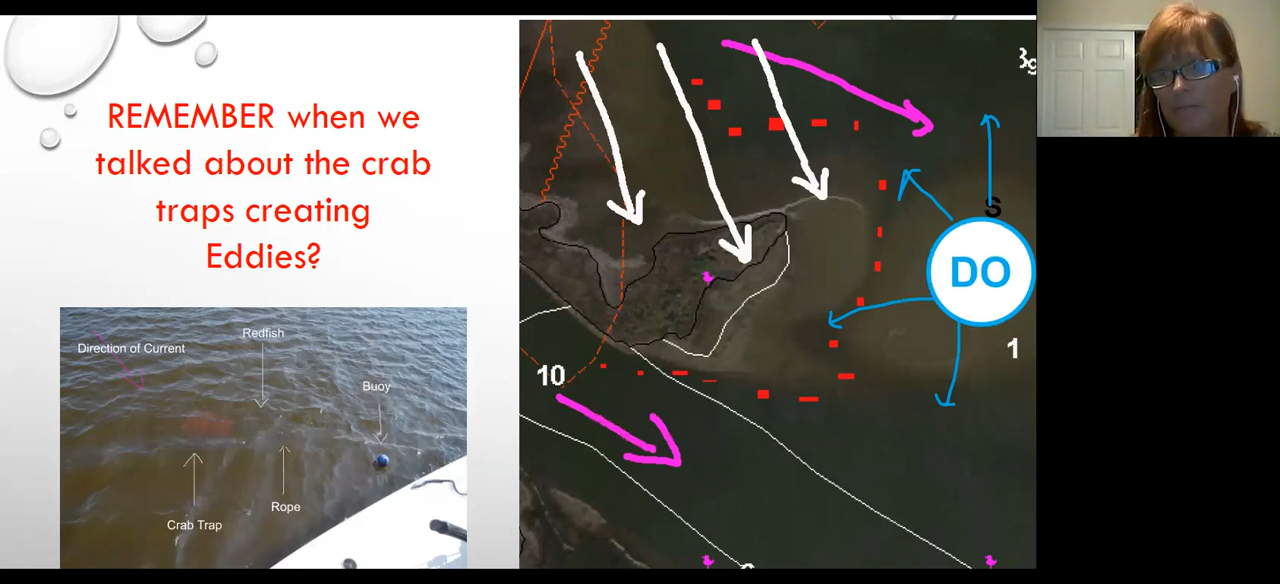 REMEMBER when we
talked about the crab
traps creating
Eddies?
Redfish
Direction of Current
Buoy
Rope
Crab Trap
S
DO
1
10